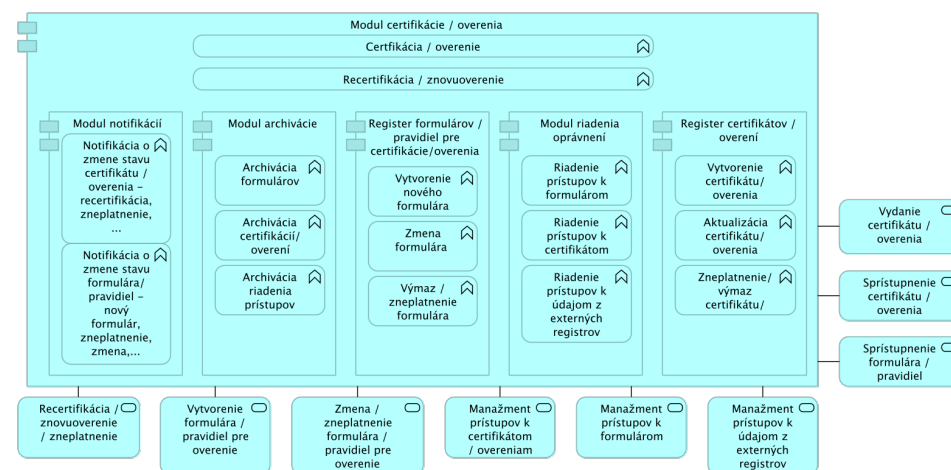 Modul certifikácie / overenia
Certfikácia / overenie
Recertifikácia / znovuoverenie
Modul notifikácií
Notifikácia o
zmene stavu
certifikátu /
overenia –
recertifikácia,
zneplatnenie,
...
Notifikácia o
zmene stavu
formulára/
pravidiel –
nový
formulár,
zneplatnenie,
zmena,...
Modul archivácie
Archivácia
formulárov
Archivácia
certifikácií/
overení
Archivácia
riadenia
prístupov
Register formulárov /
pravidiel pre
certifikácie/overenia
Vytvorenie
nového
formulára
Zmena
formulára
Výmaz /
zneplatnenie
formulára
Modul riadenia
oprávnení
Riadenie
prístupov k
formulárom
Riadenie
prístupov k
certifikátom
Riadenie
prístupov k
údajom z
externých
registrov
Register certifikátov /
overení
Vytvorenie
certifikátu/
overenia
Aktualizácia
certifikátu/
overenia
Zneplatnenie/
výmaz
certifikátu/
Vydanie
certifikátu /
overenia
Sprístupnenie
certifikátu /
overenia
Sprístupnenie
formulára /
pravidiel
Recertifikácia /
znovuoverenie
/ zneplatnenie
Vytvorenie
formulára /
pravidiel pre
overenie
Zmena /
zneplatnenie
formulára /
pravidiel pre
overenie
Manažment
prístupov k
certifikátom
/ overeniam
Manažment
prístupov k
formulárom
Manažment
prístupov k
údajom z
externých
registrov